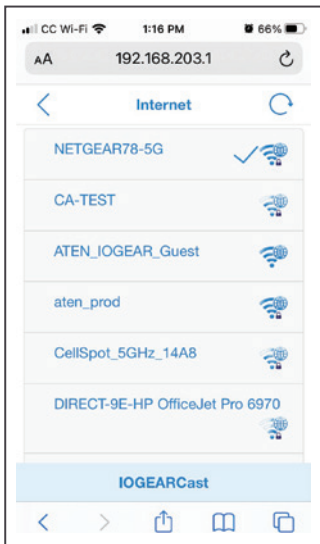 CC Wi-Fi 1:16 PM 66%
AA 192.168.203.1
Internet
NETGEAR78-5G
CA-TEST
ATEN_IOGEAR_Guest
aten_prod
CellSpot_5GHz_14A8
DIRECT-9E-HP OfficeJet Pro 6970
IOGEARCast